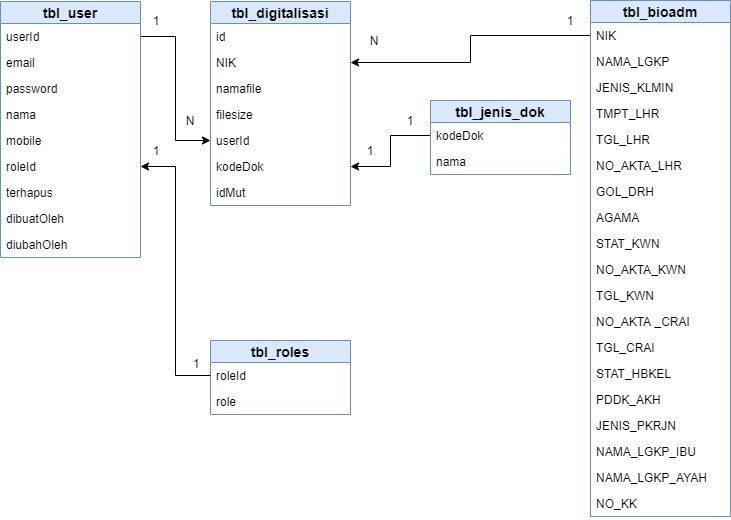 tbl_user
userId
email
password
nama
mobile
roleId
terhapus
dibuatOleh
diubahOleh
1
N
1
tbl_digitalisasi
id
NIK
namafile
filesize
userId
kodeDok
idMut
N
1
1
1
tbl_jenis_dok
kodeDok
nama
1
tbl_roles
roleId
role
tbl_bioadm
NIK
NAMA_LGKP
JENIS_KLMIN
TMPT_LHR
TGL_LHR
NO_AKTA_LHR
GOL_DRH
AGAMA
STAT_KWN
NO_AKTA_KWN
TGL_KWN
NO_AKTA _CRAI
TGL_CRAI
STAT_HBKEL
PDDK_AKH
JENIS_PKRJN
NAMA_LGKP_IBU
NAMA_LGKP_AYAH
NO_KK